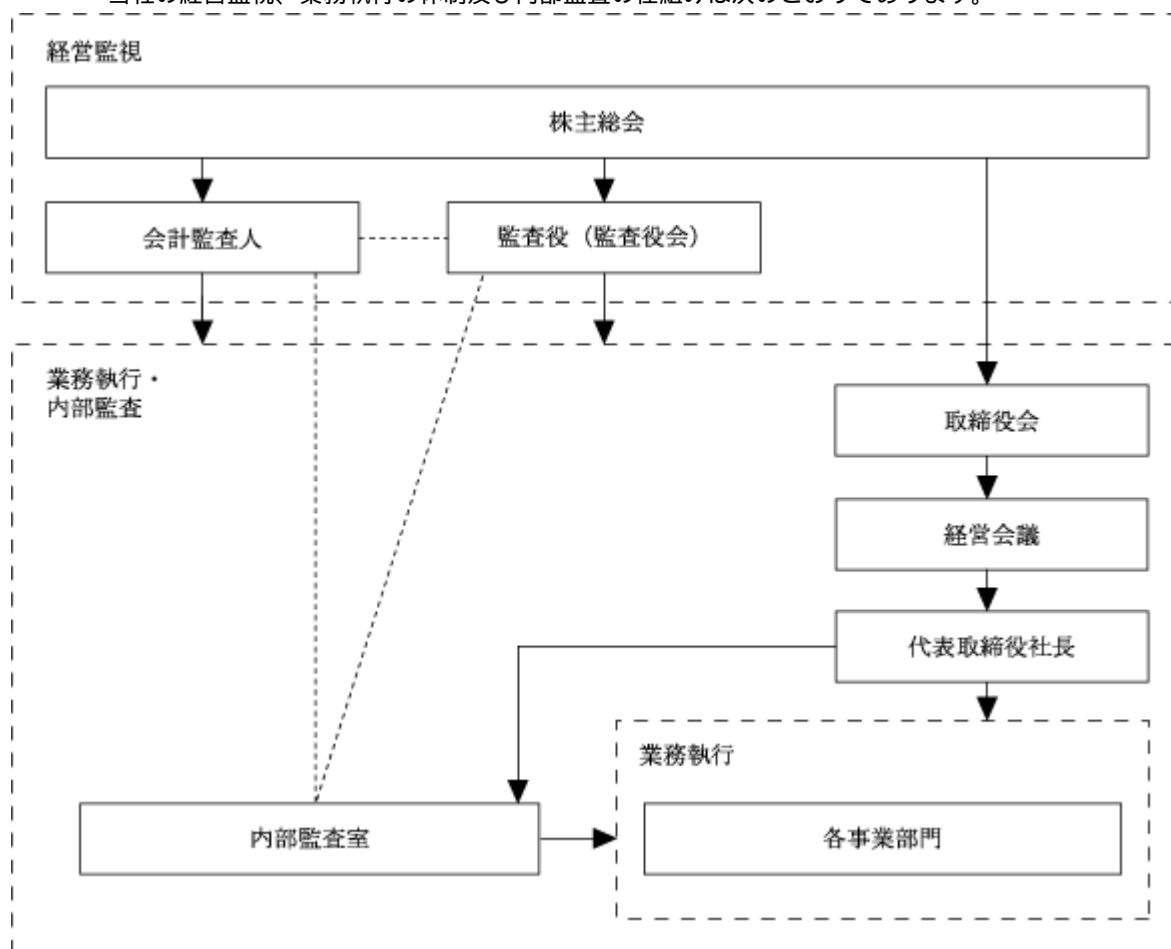 当社の経営監視、業務執行の体制及び内部監査の仕組みは次のとおりであります。
経営監視
株主総会
会計監査人
監査役（監査役会）
業務執行・
内部監査
取締役会
経営会議
代表取締役社長
業務執行
内部監査室
各事業部門